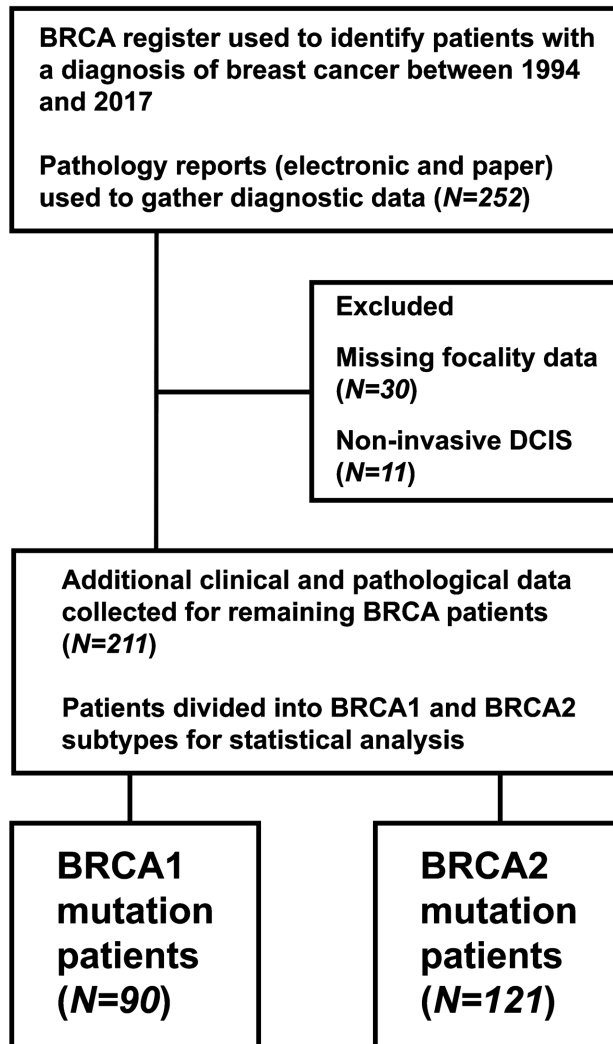 BRCA register used to identify patients with
a diagnosis of breast cancer between 1994
and 2017
Pathology reports (electronic and paper)
used to gather diagnostic data (N=252)
Excluded
Missing focality data
(N=30)
Non-invasive DCIS
(N=11)
Additional clinical and pathological data
collected for remaining BRCA patients
(N=211)
Patients divided into BRCA1 and BRCA2
subtypes for statistical analysis
BRCA1
mutation
patients
(N=90)
BRCA2
mutation
patients
(N=121)